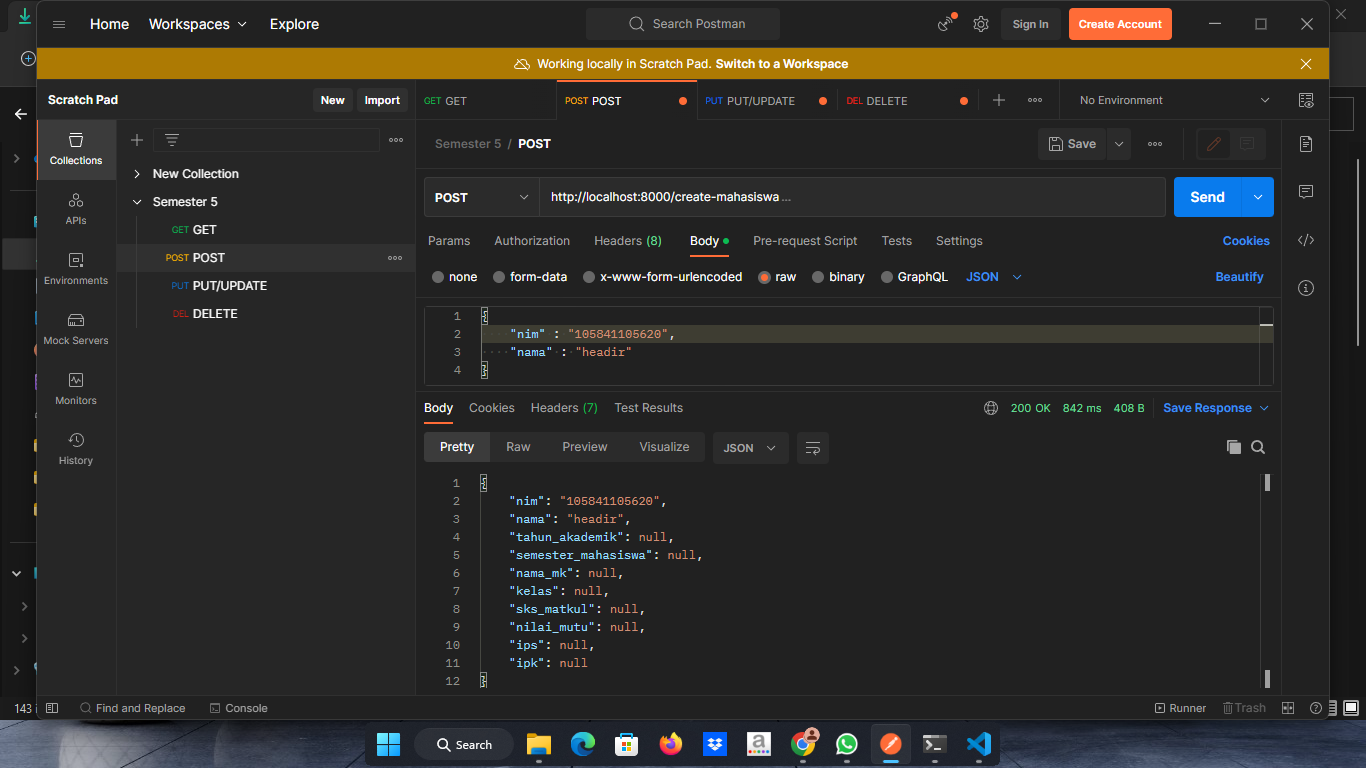 Home Workspaces Explore Search Postman Sign In Create Account
Working locally in Scratch Pad. Switch to a Workspace
Scratch Pad New Import GET GET POST POST PUT PUT/UPDATE DEL DELETE No Environment
Collections
APIs
Environments
Mock Servers
Monitors
History
New Collection
Semester 5
GET GET
POST POST
PUT PUT/UPDATE
DEL DELETE
Semester 5 / POST Save
POST http://localhost:8000/create-mahasiswa ... Send
Params Authorization Headers (8) Body Pre-request Script Tests Settings Cookies
none form-data x-www-form-urlencoded raw binary GraphQL JSON Beautify
1 {
2 "nim" : "105841105620",
3 "nama" : "headir"
4 }
Body Cookies Headers (7) Test Results 200 OK 842 ms 408 B Save Response
Pretty Raw Preview Visualize JSON
1 {
2 "nim": "105841105620",
3 "nama": "headir",
4 "tahun_akademik": null,
5 "semester_mahasiswa": null,
6 "nama_mk": null,
7 "kelas": null,
8 "sks_matkul": null,
9 "nilai_mutu": null,
10 "ips": null,
11 "ipk": null
12 }
143 Find and Replace Console Runner Trash
Search